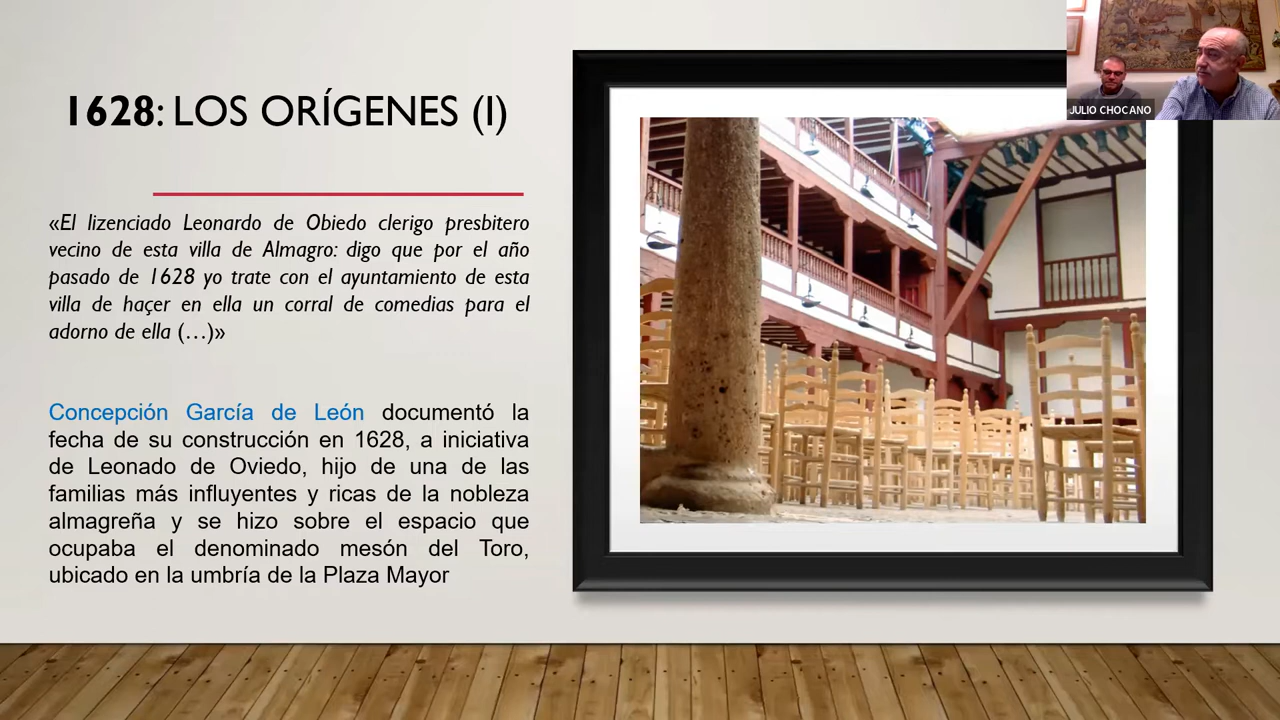 1628: LOS ORÍGENES (I)
«El lizenciado Leonardo de Obiedo clerigo presbitero
vecino de esta villa de Almagro: digo que por el año
pasado de 1628 yo trate con el ayuntamiento de esta
villa de haçer en ella un corral de comedias para el
adorno de ella (…)»
Concepción García de León documentó la
fecha de su construcción en 1628, a iniciativa
de Leonado de Oviedo, hijo de una de las
familias más influyentes y ricas de la nobleza
almagreña y se hizo sobre el espacio que
ocupaba el denominado mesón del Toro,
ubicado en la umbría de la Plaza Mayor
JULIO CHOCANO